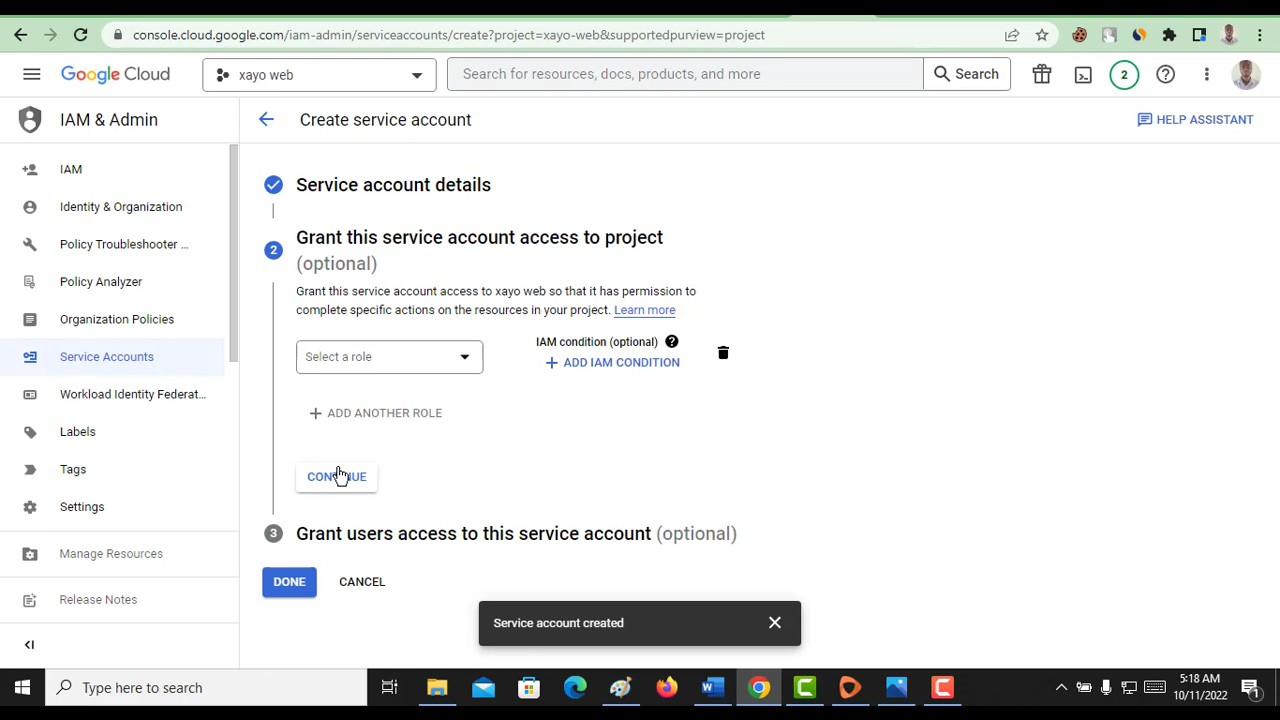 console.cloud.google.com/iam-admin/serviceaccounts/create?project=xayo-web&supportedpurview=project
Google Cloud
xayo web
Search for resources, docs, products, and more
Search
2
IAM & Admin
Create service account
HELP ASSISTANT
IAM
Identity & Organization
Policy Troubleshooter ...
Policy Analyzer
Organization Policies
Service Accounts
Workload Identity Federat...
Labels
Tags
Settings
Manage Resources
Release Notes
Service account details
2
Grant this service account access to project
(optional)
Grant this service account access to xayo web so that it has permission to
complete specific actions on the resources in your project. Learn more
Select a role
IAM condition (optional)
ADD IAM CONDITION
ADD ANOTHER ROLE
CONTINUE
3
Grant users access to this service account (optional)
DONE
CANCEL
Service account created
Type here to search
5:18 AM
10/11/2022
1